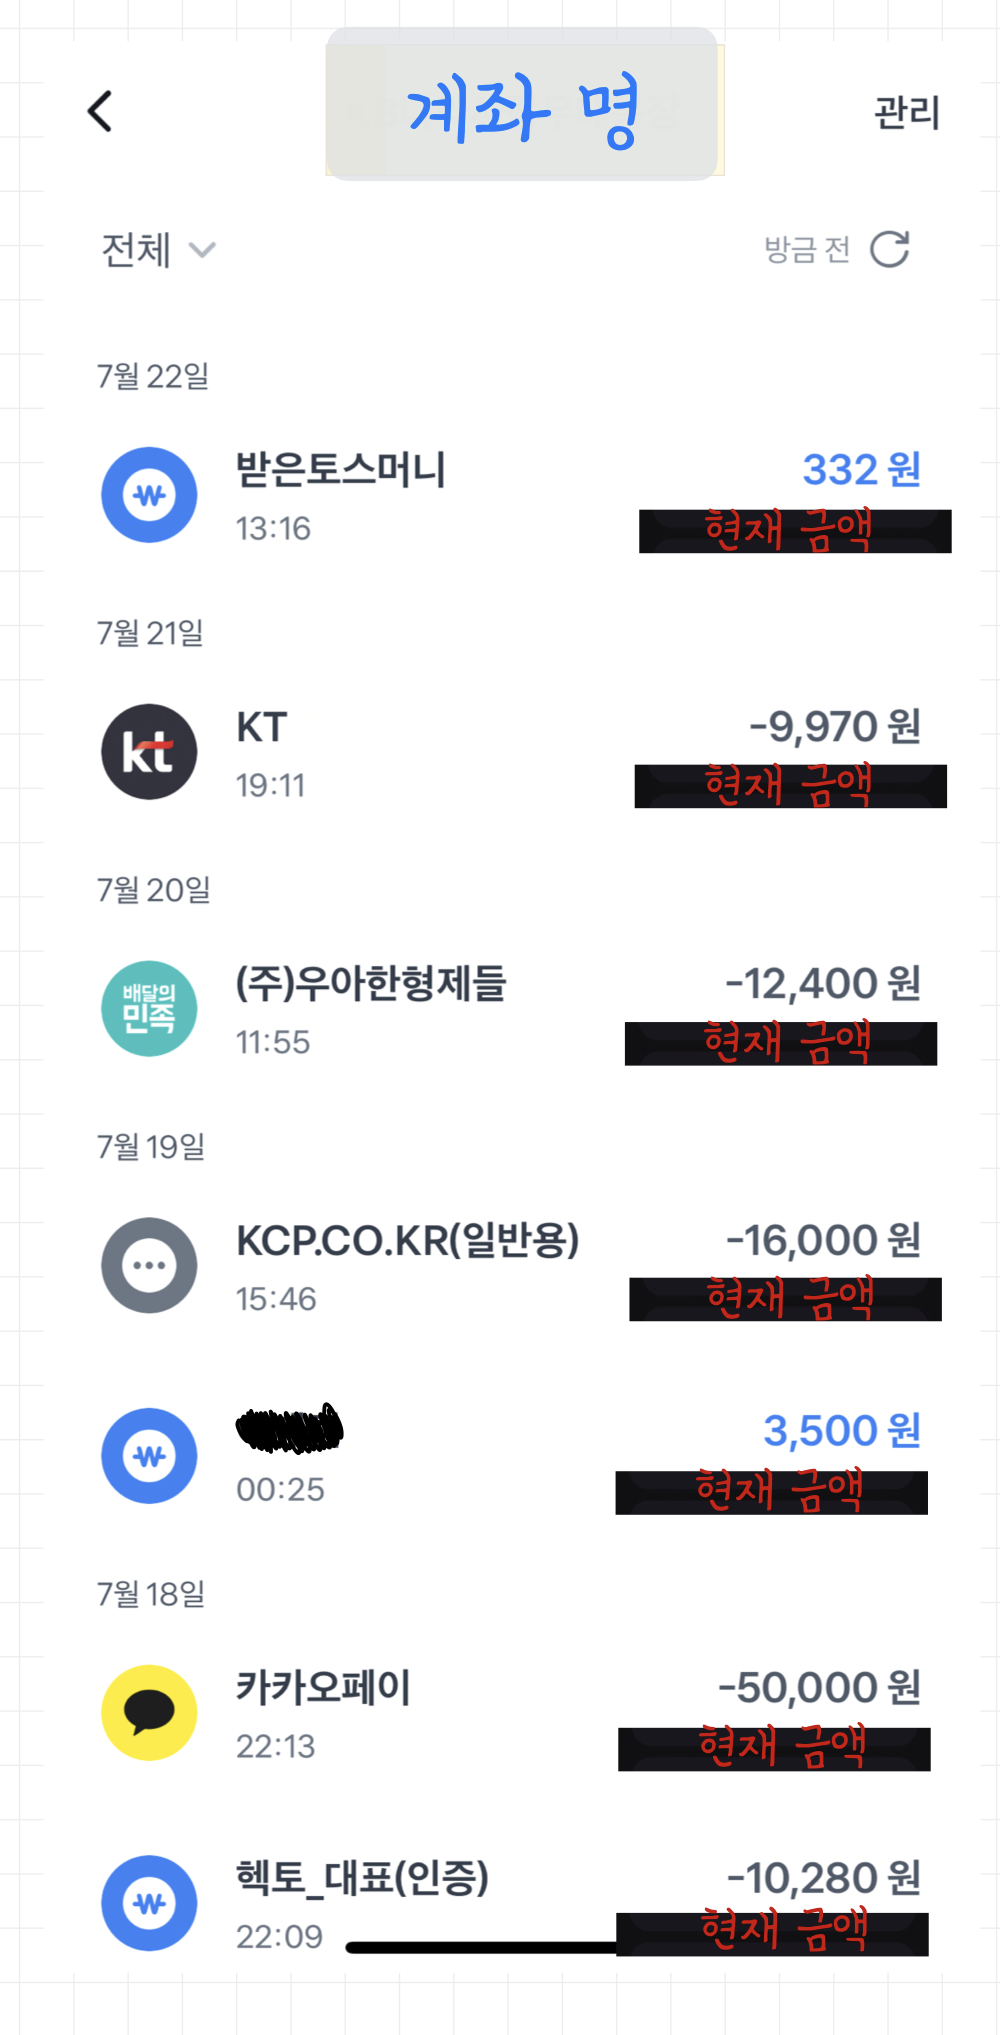 계좌 명
관리
전체
방금 전
7월 22일
받은토스머니
332 원
13:16
현재 금액
7월 21일
kt
KT
-9,970 원
19:11
현재 금액
7월 20일
배달의
민족
(주)우아한형제들
-12,400 원
11:55
현재 금액
7월 19일
KCP.CO.KR(일반용)
-16,000 원
15:46
현재 금액
3,500 원
00:25
현재 금액
7월 18일
카카오페이
-50,000 원
22:13
현재 금액
헥토_대표(인증)
-10,280 원
22:09
현재 금액